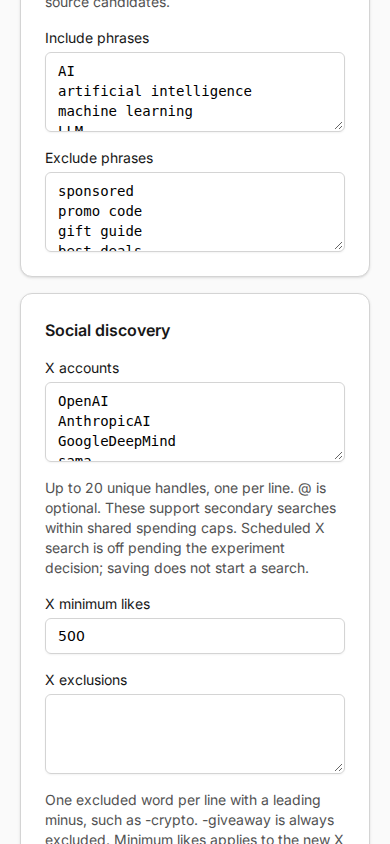 source candidates.
Include phrases
AI
artificial intelligence
machine learning
LLM
Exclude phrases
sponsored
promo code
gift guide
best deals
Social discovery
X accounts
OpenAI
AnthropicAI
GoogleDeepMind
sama
Up to 20 unique handles, one per line. @ is
optional. These support secondary searches
within shared spending caps. Scheduled X
search is off pending the experiment
decision; saving does not start a search.
X minimum likes
500
X exclusions
One excluded word per line with a leading
minus, such as -crypto. -giveaway is always
excluded. Minimum likes applies to the new X